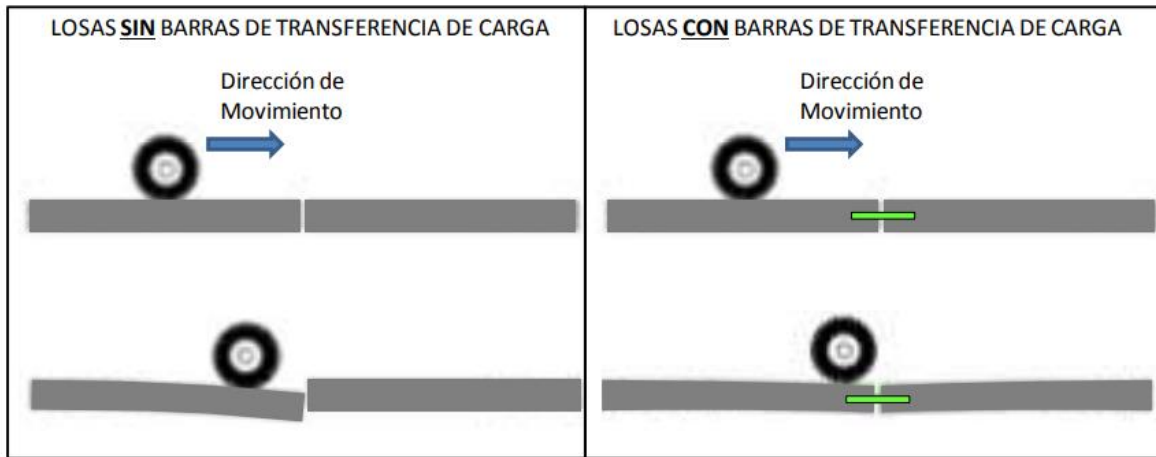 LOSAS SIN BARRAS DE TRANSFERENCIA DE CARGA
Dirección de
Movimiento
LOSAS CON BARRAS DE TRANSFERENCIA DE CARGA
Dirección de
Movimiento